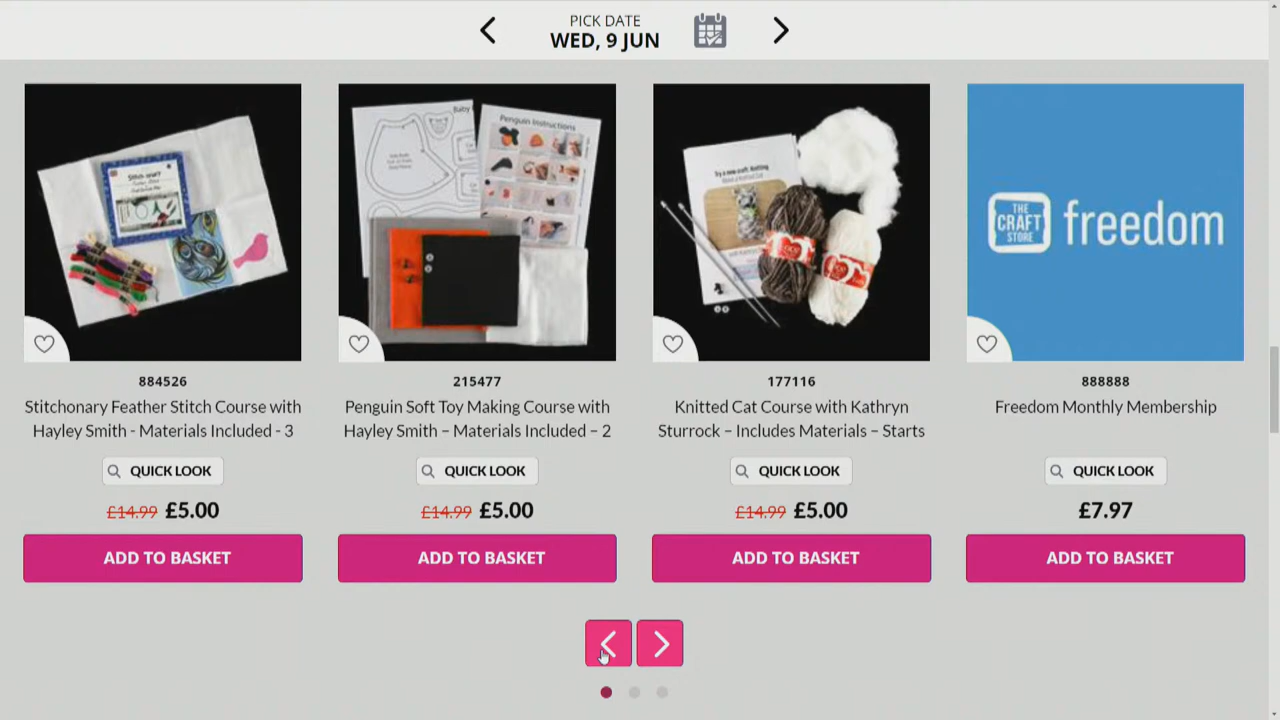 PICK DATE
WED, 9 JUN
Penguin Instructions
THE
CRAFT
STORE
freedom
884526
Stitchonary Feather Stitch Course with
Hayley Smith - Materials Included - 3
QUICK LOOK
£14.99 £5.00
ADD TO BASKET
215477
Penguin Soft Toy Making Course with
Hayley Smith – Materials Included – 2
QUICK LOOK
£14.99 £5.00
ADD TO BASKET
177116
Knitted Cat Course with Kathryn
Sturrock – Includes Materials – Starts
QUICK LOOK
£14.99 £5.00
ADD TO BASKET
888888
Freedom Monthly Membership
QUICK LOOK
£7.97
ADD TO BASKET